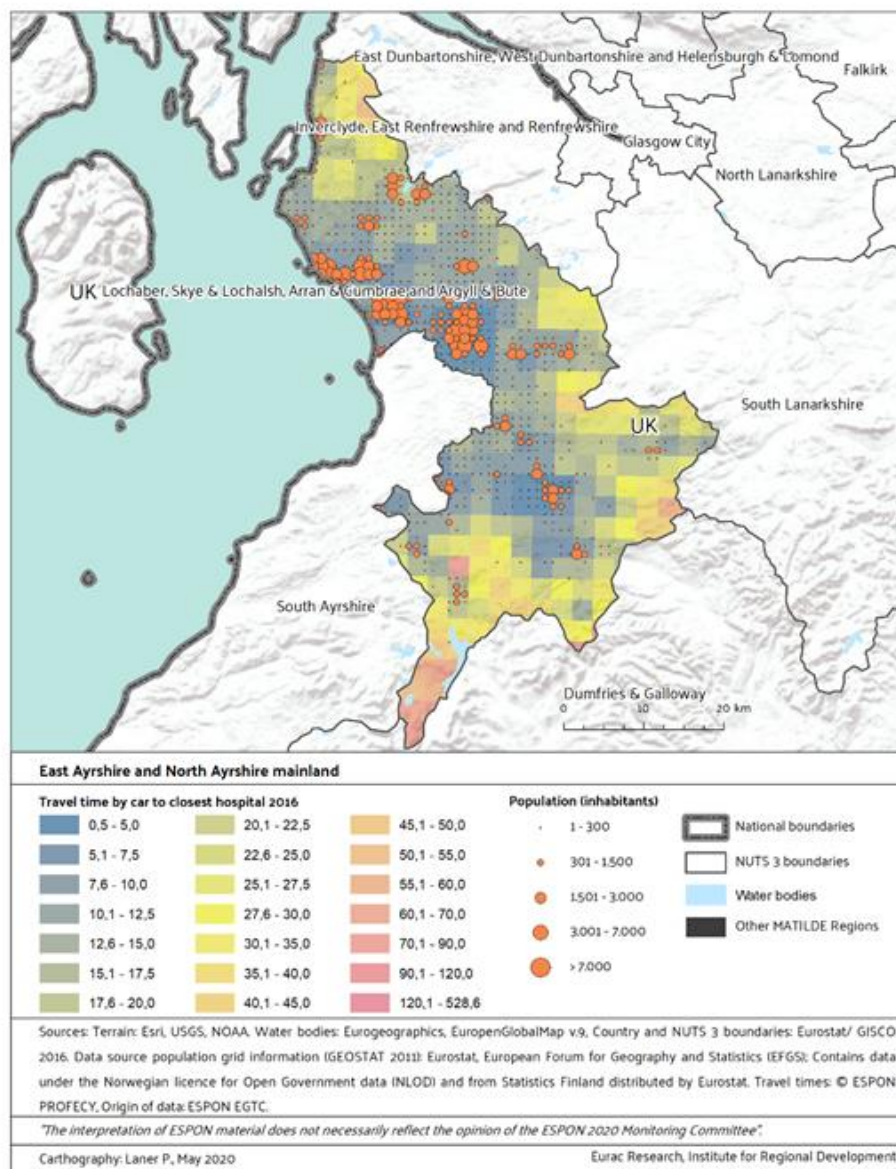 East Dunbartonshire, West Dunbartonshire and Helensburgh & Lomond
Falkirk
Inverclyde, East Renfrewshire and Renfrewshire
Glasgow City
North Lanarkshire
UK
Lochaber, Skye & Lochalsh, Arran & Cumbrae and Argyll & Bute
South Lanarkshire
UK
South Ayrshire
Dumfries & Galloway
0 10 20 km
East Ayrshire and North Ayrshire mainland
Travel time by car to closest hospital 2016
0,5 - 5,0
5,1 - 7,5
7,6 - 10,0
10,1 - 12,5
12,6 - 15,0
15,1 - 17,5
17,6 - 20,0
20,1 - 22,5
22,6 - 25,0
25,1 - 27,5
27,6 - 30,0
30,1 - 35,0
35,1 - 40,0
40,1 - 45,0
45,1 - 50,0
50,1 - 55,0
55,1 - 60,0
60,1 - 70,0
70,1 - 90,0
90,1 - 120,0
120,1 - 528,6
Population (inhabitants)
1 - 300
301 - 1.500
1.501 - 3.000
3.001 - 7.000
> 7.000
National boundaries
NUTS 3 boundaries
Water bodies
Other MATILDE Regions
Sources: Terrain: Esri, USGS, NOAA. Water bodies: Eurogeographics, EuropenGlobalMap v.9, Country and NUTS 3 boundaries: Eurostat/ GISCO
2016. Data source population grid information (GEOSTAT 2011): Eurostat, European Forum for Geography and Statistics (EFGS); Contains data
under the Norwegian licence for Open Government data (NLOD) and from Statistics Finland distributed by Eurostat. Travel times: © ESPON
PROFECY, Origin of data: ESPON EGTC.
"The interpretation of ESPON material does not necessarily reflect the opinion of the ESPON 2020 Monitoring Committee".
Carthography: Laner P., May 2020
Eurac Research, Institute for Regional Development